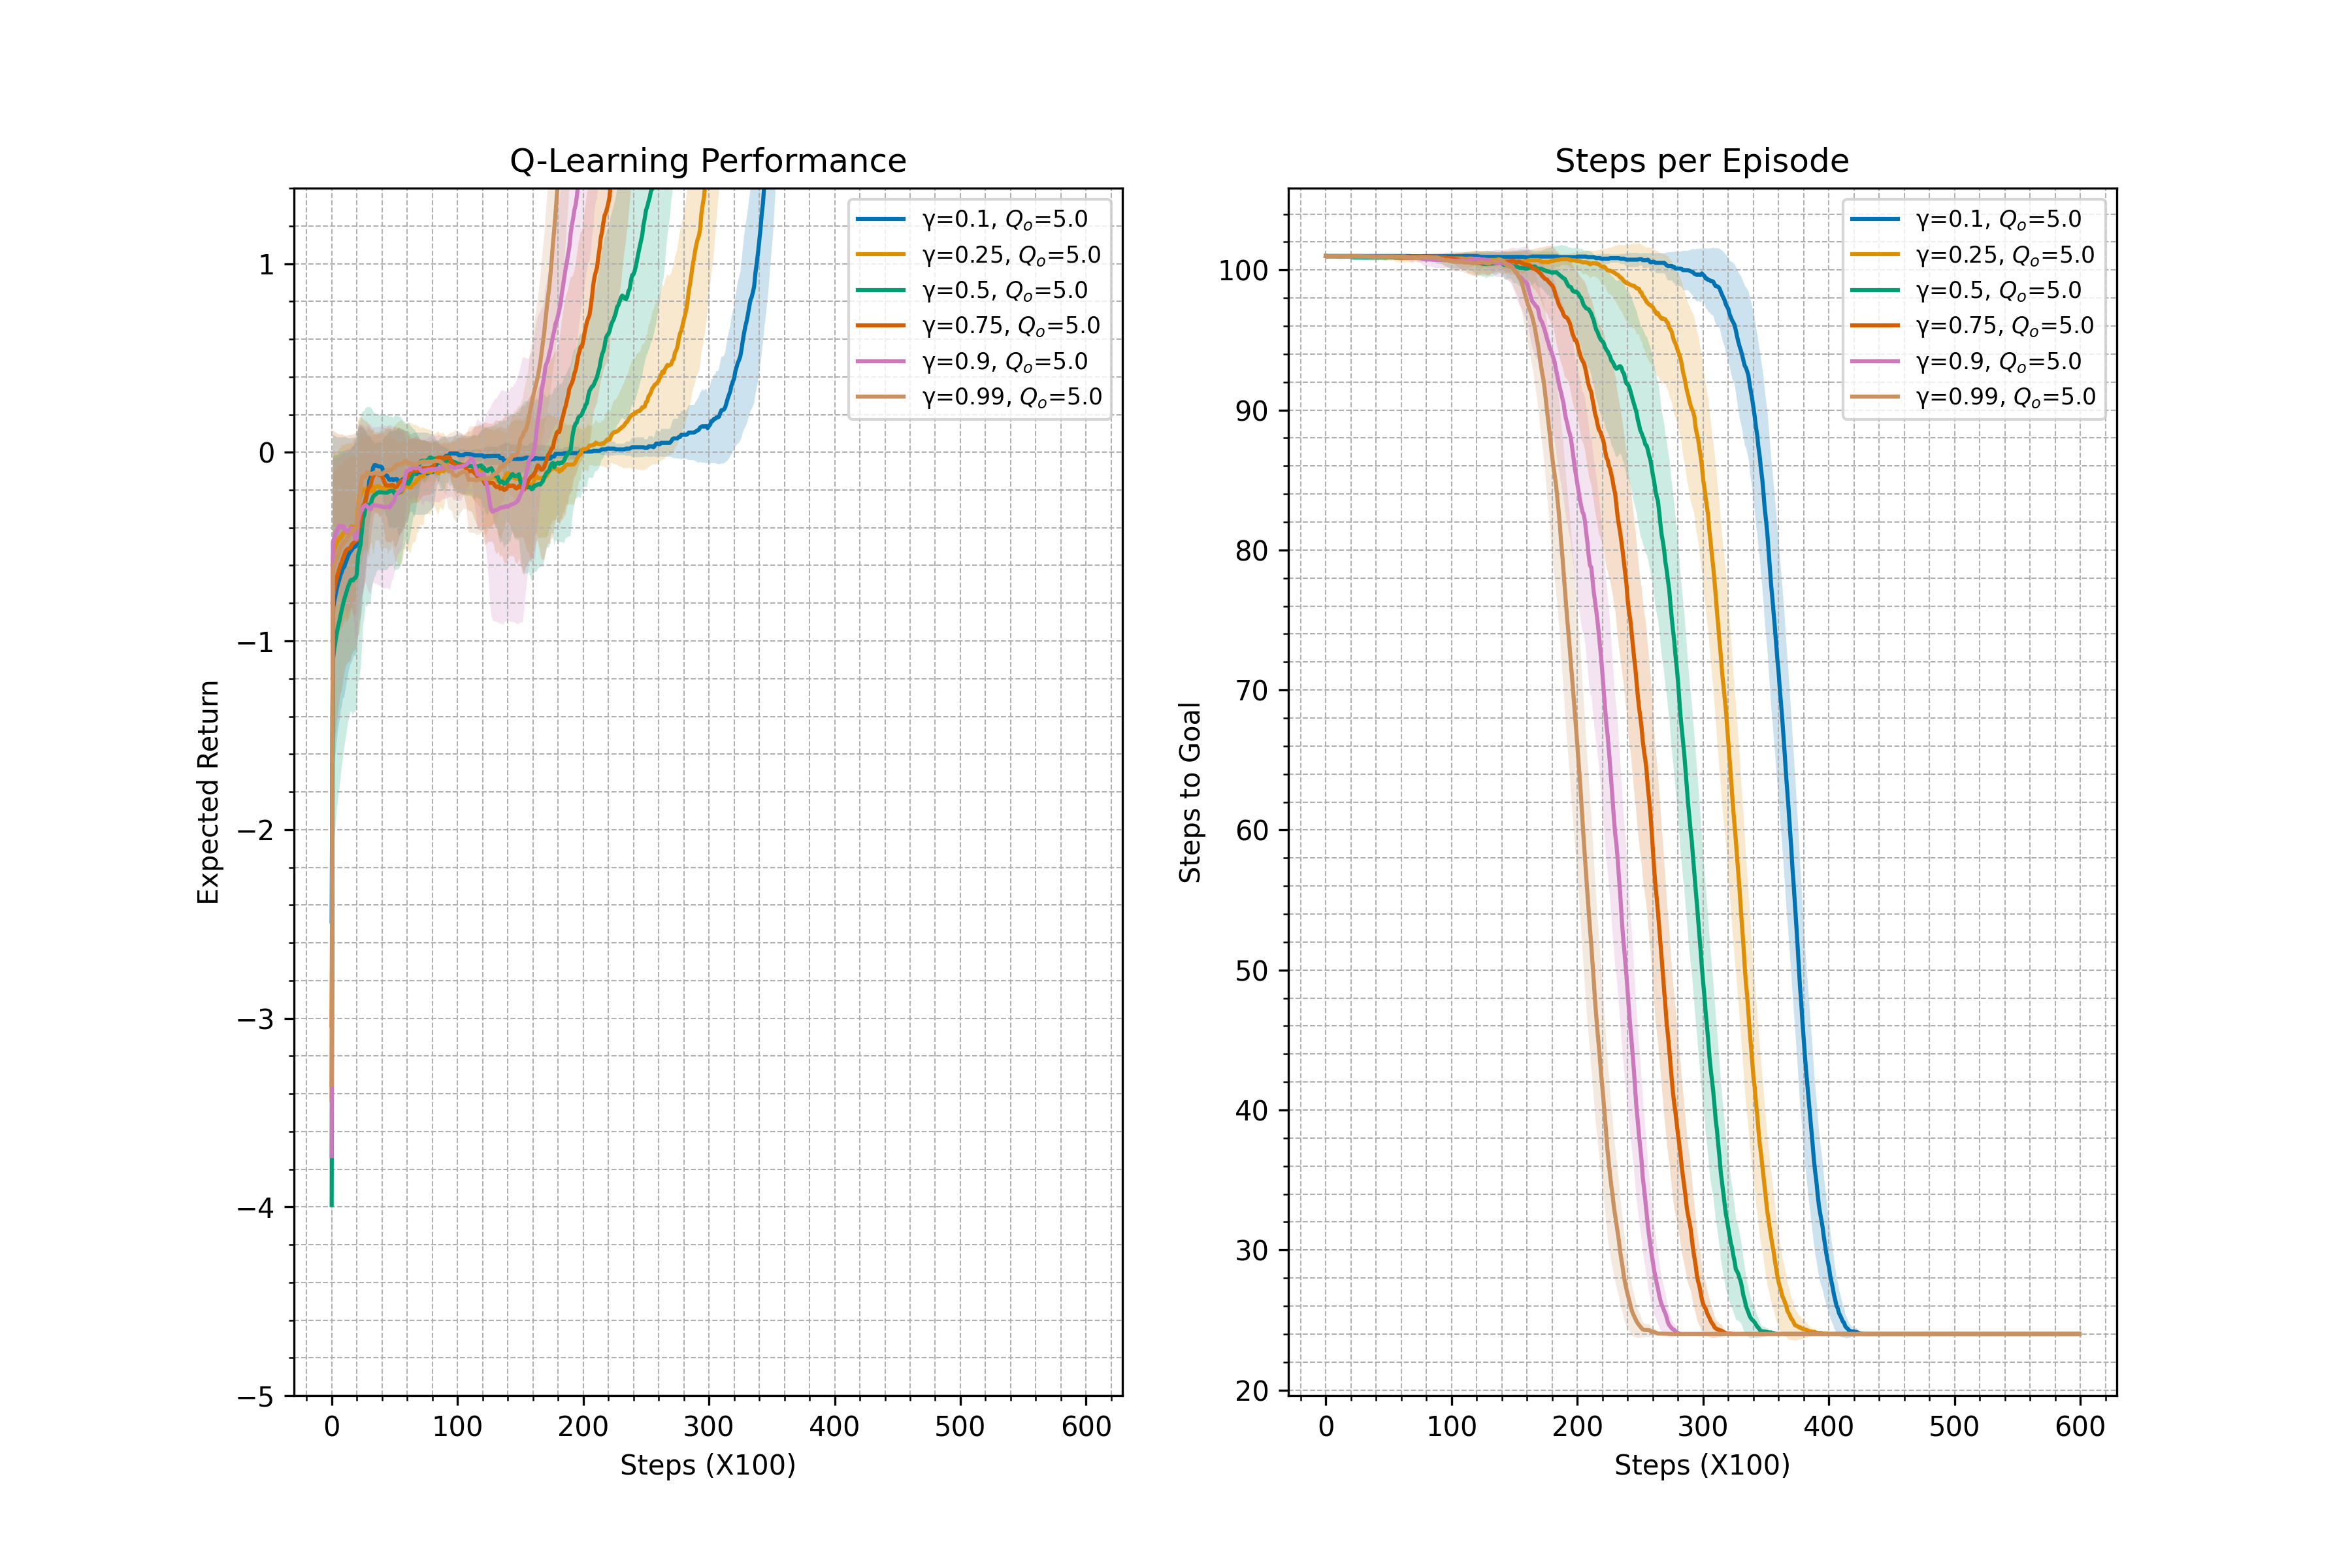 Q-Learning Performance
Expected Return
1
0
−1
−2
−3
−4
−5
0 100 200 300 400 500 600
Steps (X100)
γ=0.1, Qₒ=5.0
γ=0.25, Qₒ=5.0
γ=0.5, Qₒ=5.0
γ=0.75, Qₒ=5.0
γ=0.9, Qₒ=5.0
γ=0.99, Qₒ=5.0
Steps per Episode
Steps to Goal
100
90
80
70
60
50
40
30
20
0 100 200 300 400 500 600
Steps (X100)
γ=0.1, Qₒ=5.0
γ=0.25, Qₒ=5.0
γ=0.5, Qₒ=5.0
γ=0.75, Qₒ=5.0
γ=0.9, Qₒ=5.0
γ=0.99, Qₒ=5.0